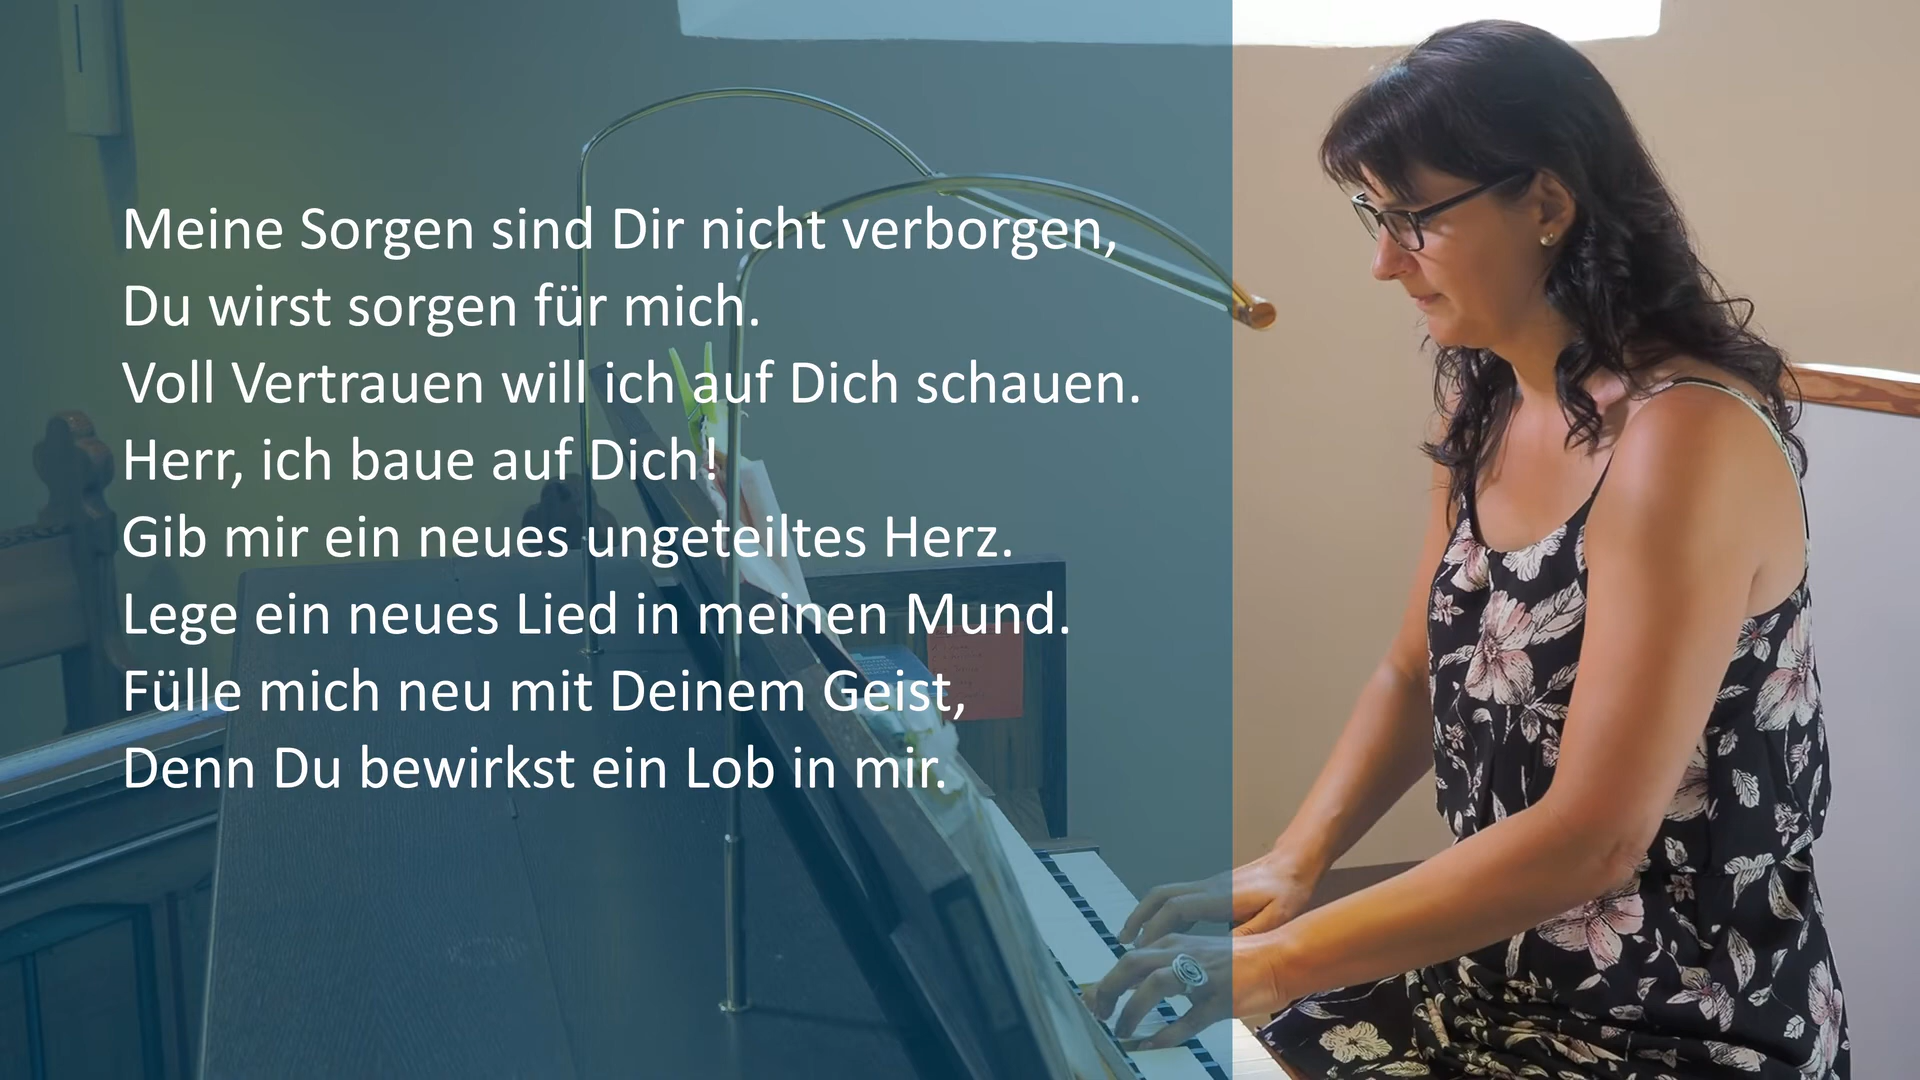 Meine Sorgen sind Dir nicht verborgen,
Du wirst sorgen für mich.
Voll Vertrauen will ich auf Dich schauen.
Herr, ich baue auf Dich!
Gib mir ein neues ungeteiltes Herz.
Lege ein neues Lied in meinen Mund.
Fülle mich neu mit Deinem Geist,
Denn Du bewirkst ein Lob in mir.